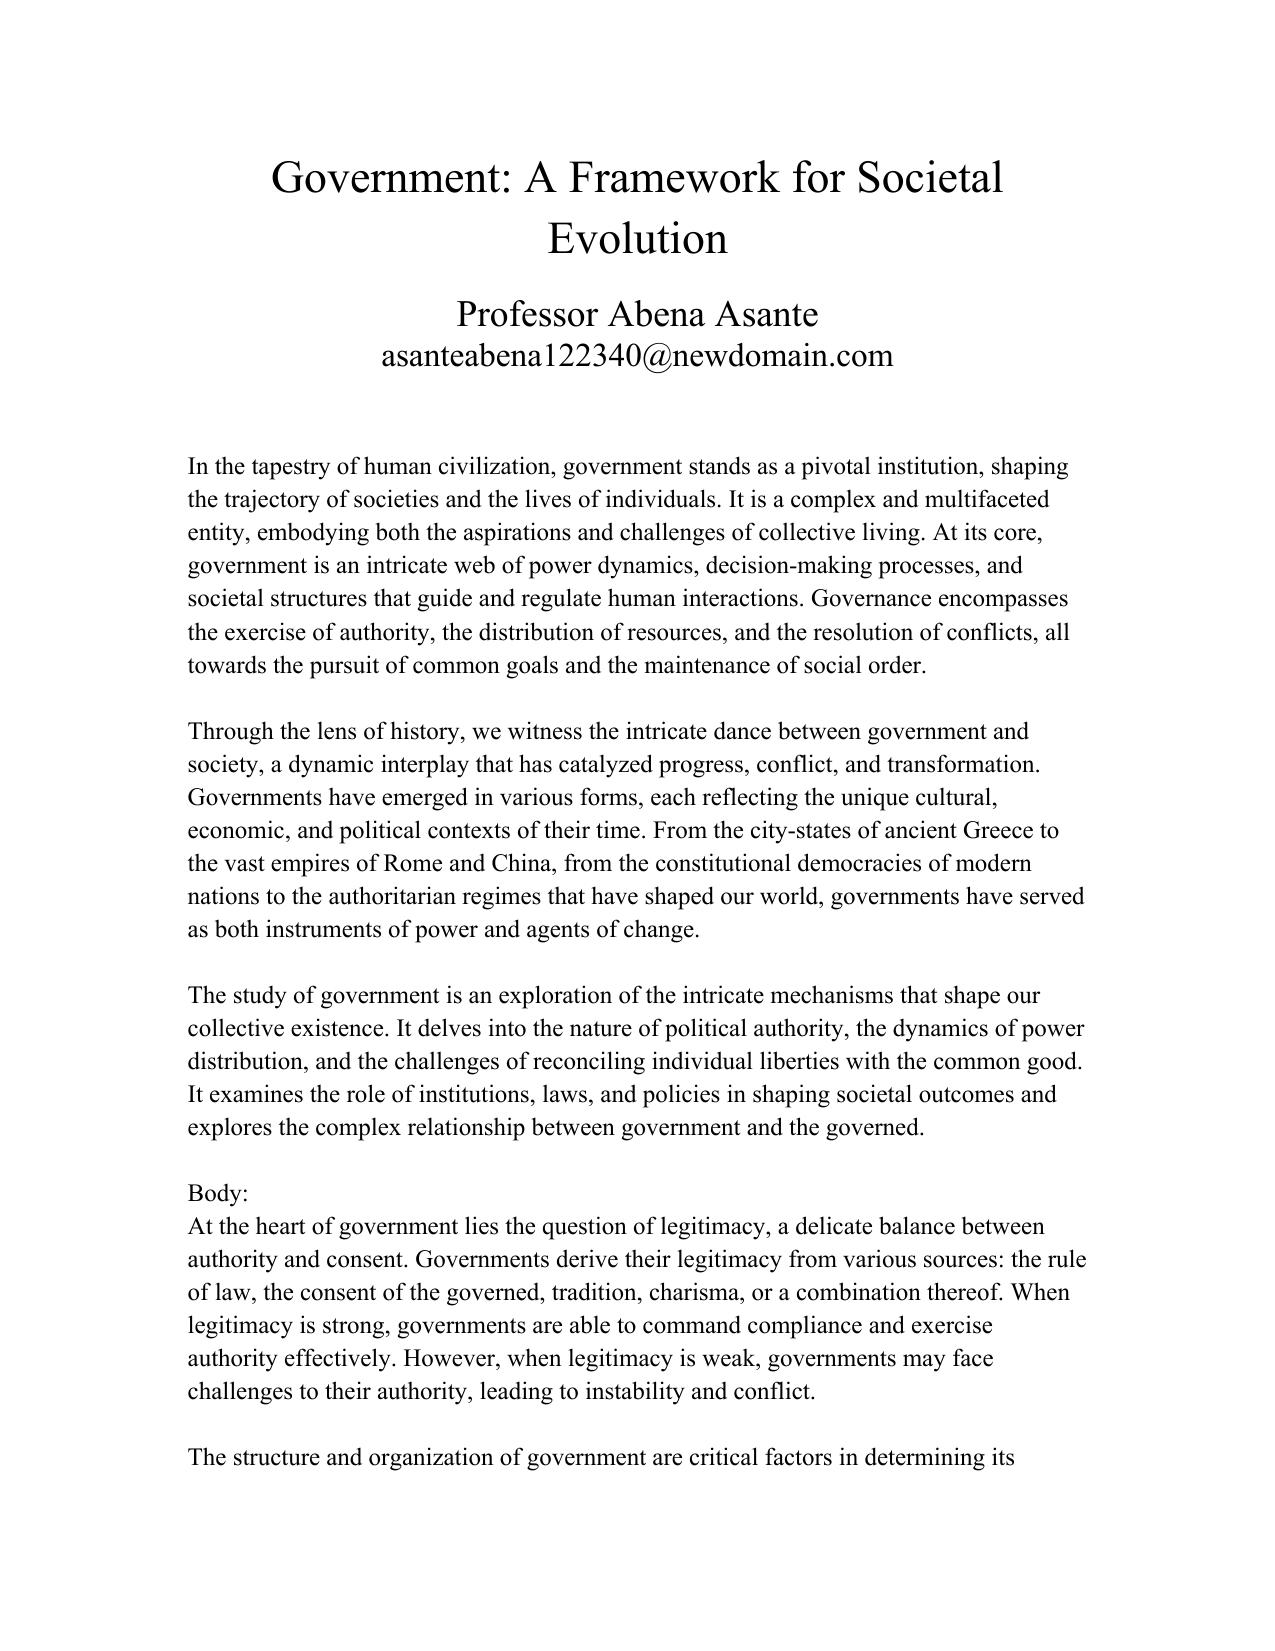 Government: A Framework for Societal
Evolution
Professor Abena Asante
asanteabena122340@newdomain.com
In the tapestry of human civilization, government stands as a pivotal institution, shaping
the trajectory of societies and the lives of individuals. It is a complex and multifaceted
entity, embodying both the aspirations and challenges of collective living. At its core,
government is an intricate web of power dynamics, decision-making processes, and
societal structures that guide and regulate human interactions. Governance encompasses
the exercise of authority, the distribution of resources, and the resolution of conflicts, all
towards the pursuit of common goals and the maintenance of social order.
Through the lens of history, we witness the intricate dance between government and
society, a dynamic interplay that has catalyzed progress, conflict, and transformation.
Governments have emerged in various forms, each reflecting the unique cultural,
economic, and political contexts of their time. From the city-states of ancient Greece to
the vast empires of Rome and China, from the constitutional democracies of modern
nations to the authoritarian regimes that have shaped our world, governments have served
as both instruments of power and agents of change.
The study of government is an exploration of the intricate mechanisms that shape our
collective existence. It delves into the nature of political authority, the dynamics of power
distribution, and the challenges of reconciling individual liberties with the common good.
It examines the role of institutions, laws, and policies in shaping societal outcomes and
explores the complex relationship between government and the governed.
Body:
At the heart of government lies the question of legitimacy, a delicate balance between
authority and consent. Governments derive their legitimacy from various sources: the rule
of law, the consent of the governed, tradition, charisma, or a combination thereof. When
legitimacy is strong, governments are able to command compliance and exercise
authority effectively. However, when legitimacy is weak, governments may face
challenges to their authority, leading to instability and conflict.
The structure and organization of government are critical factors in determining its